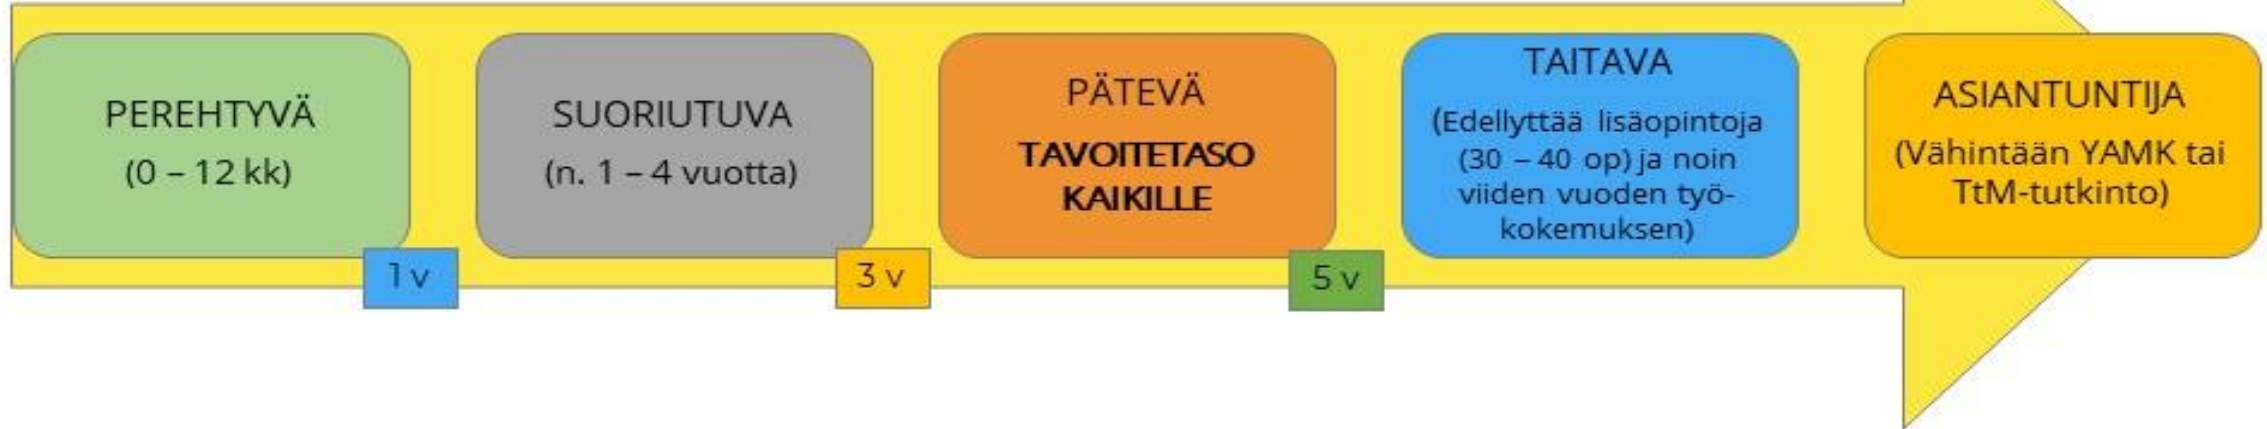 PEREHTYVÄ
(0 – 12 kk)
1 v
SUORIUTUVA
(n. 1 – 4 vuotta)
3 v
PÄTEVÄ
TAVOITETASO
KAIKILLE
5 v
TAITAVA
(Edellyttää lisäopintoja
(30 – 40 op) ja noin
viiden vuoden työ-
kokemuksen)
ASIANTUNTIJA
(Vähintään YAMK tai
TtM-tutkinto)